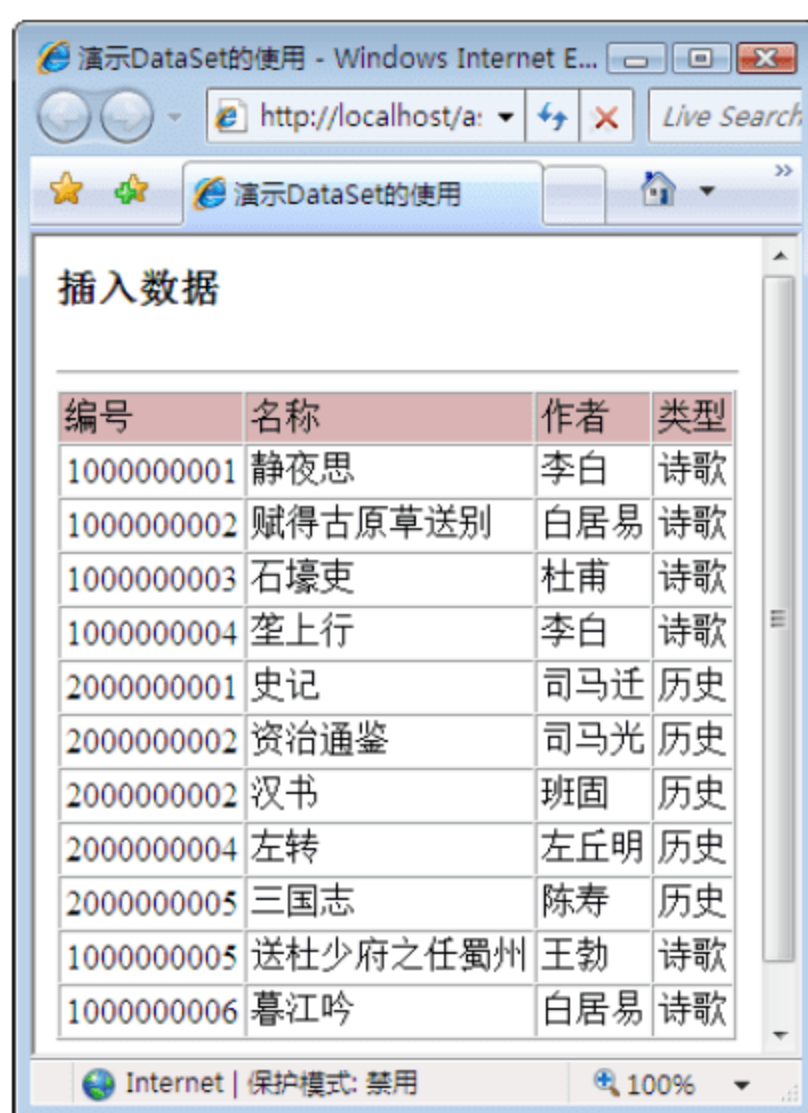 演示DataSet的使用 - Windows Internet E...
http://localhost/a: Live Search
演示DataSet的使用
插入数据
编号 名称 作者 类型
1000000001 静夜思 李白 诗歌
1000000002 赋得古原草送别 白居易 诗歌
1000000003 石壕吏 杜甫 诗歌
1000000004 垄上行 李白 诗歌
2000000001 史记 司马迁 历史
2000000002 资治通鉴 司马光 历史
2000000002 汉书 班固 历史
2000000004 左转 左丘明 历史
2000000005 三国志 陈寿 历史
1000000005 送杜少府之任蜀州 王勃 诗歌
1000000006 暮江吟 白居易 诗歌
Internet | 保护模式: 禁用 100%